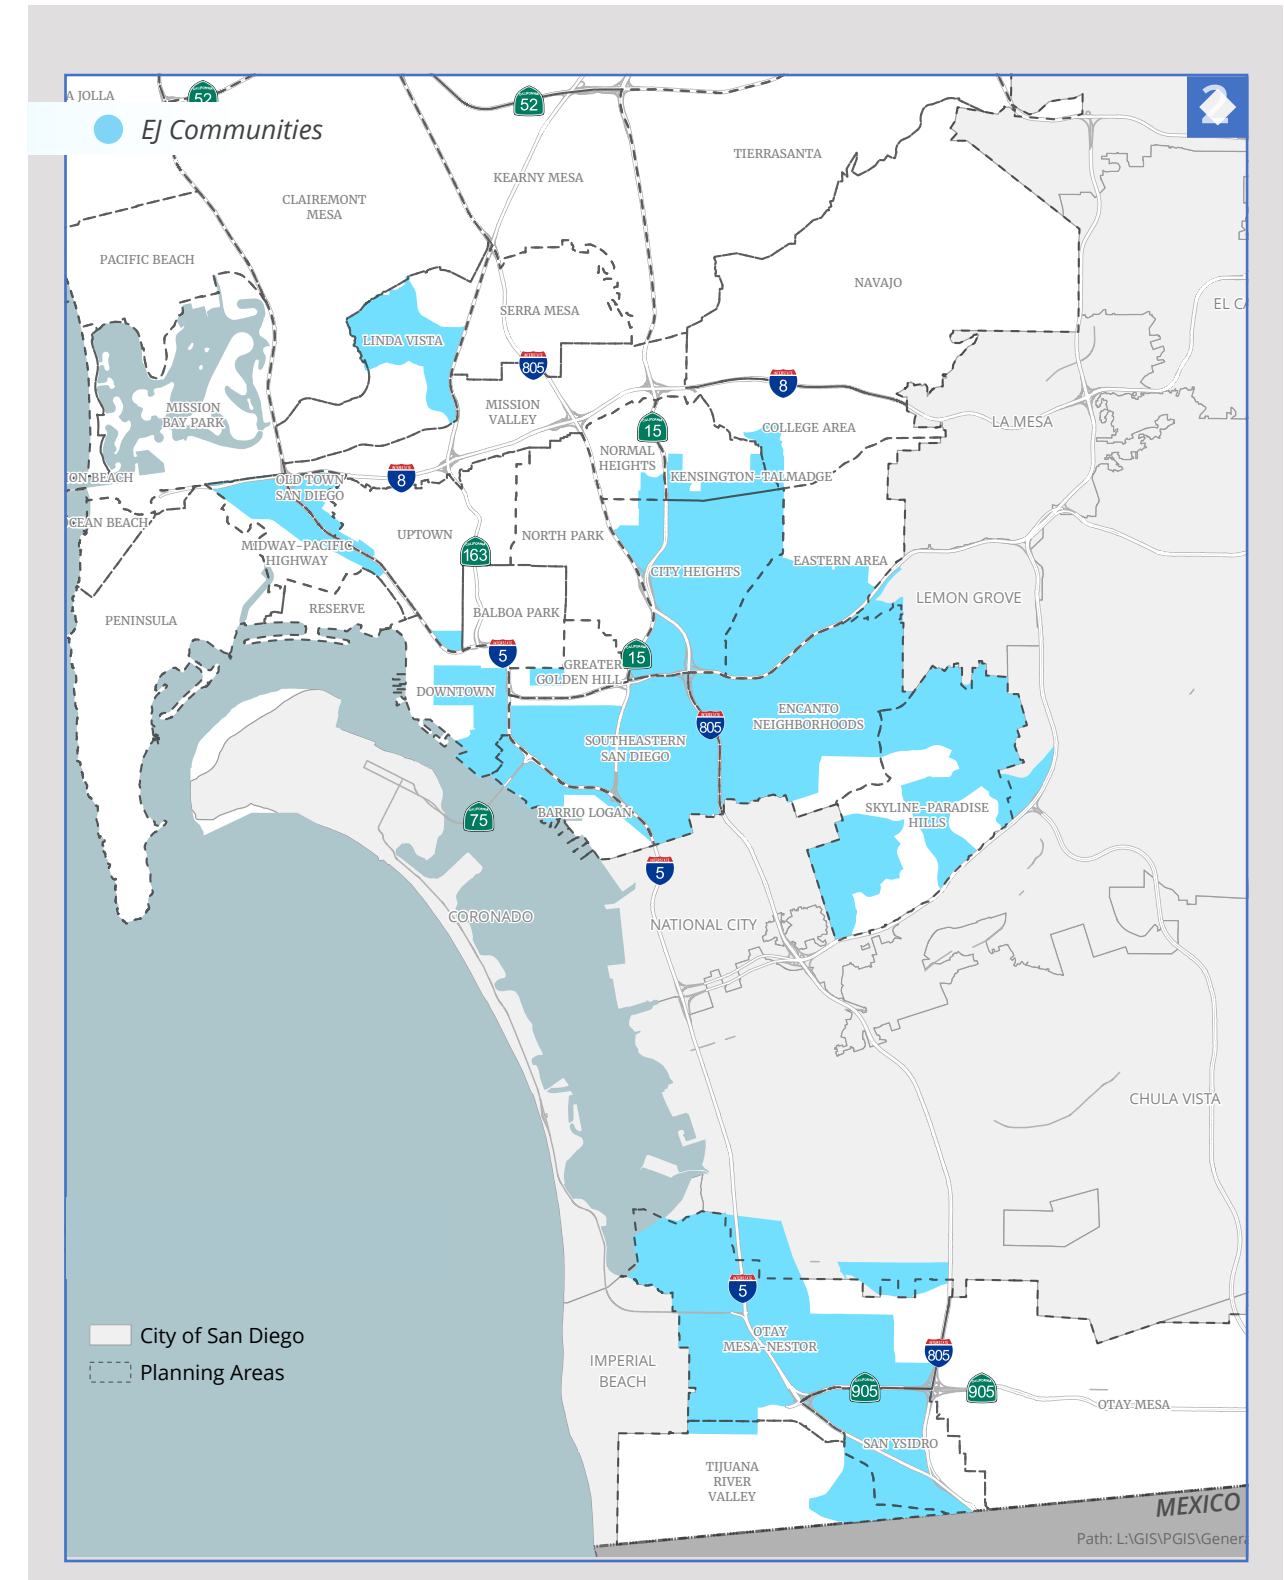 A JOLLA
52
52
2
EJ Communities
TIERRASANTA
KEARNY MESA
CLAIREMONT
MESA
PACIFIC BEACH
NAVAJO
EL CA
SERRA MESA
LINDA VISTA
805
8
MISSION
BAY PARK
MISSION
VALLEY
15
COLLEGE AREA
LA MESA
NORMAL
HEIGHTS
ION BEACH
OLD TOWN
SAN DIEGO
8
KENSINGTON-TALMADGE
CEAN BEACH
UPTOWN
NORTH PARK
MIDWAY-PACIFIC
HIGHWAY
163
EASTERN AREA
CITY HEIGHTS
LEMON GROVE
RESERVE
BALBOA PARK
PENINSULA
5
15
GREATER
GOLDEN HILL
DOWNTOWN
ENCANTO
NEIGHBORHOODS
805
SOUTHEASTERN
SAN DIEGO
75
BARRIO LOGAN
SKYLINE-PARADISE
HILLS
5
CORONADO
NATIONAL CITY
CHULA VISTA
5
City of San Diego
OTAY
MESA-NESTOR
805
Planning Areas
IMPERIAL
BEACH
905
905
OTAY MESA
SAN YSIDRO
TIJUANA
RIVER
VALLEY
MEXICO
Path: L:\GIS\PGIS\Genera